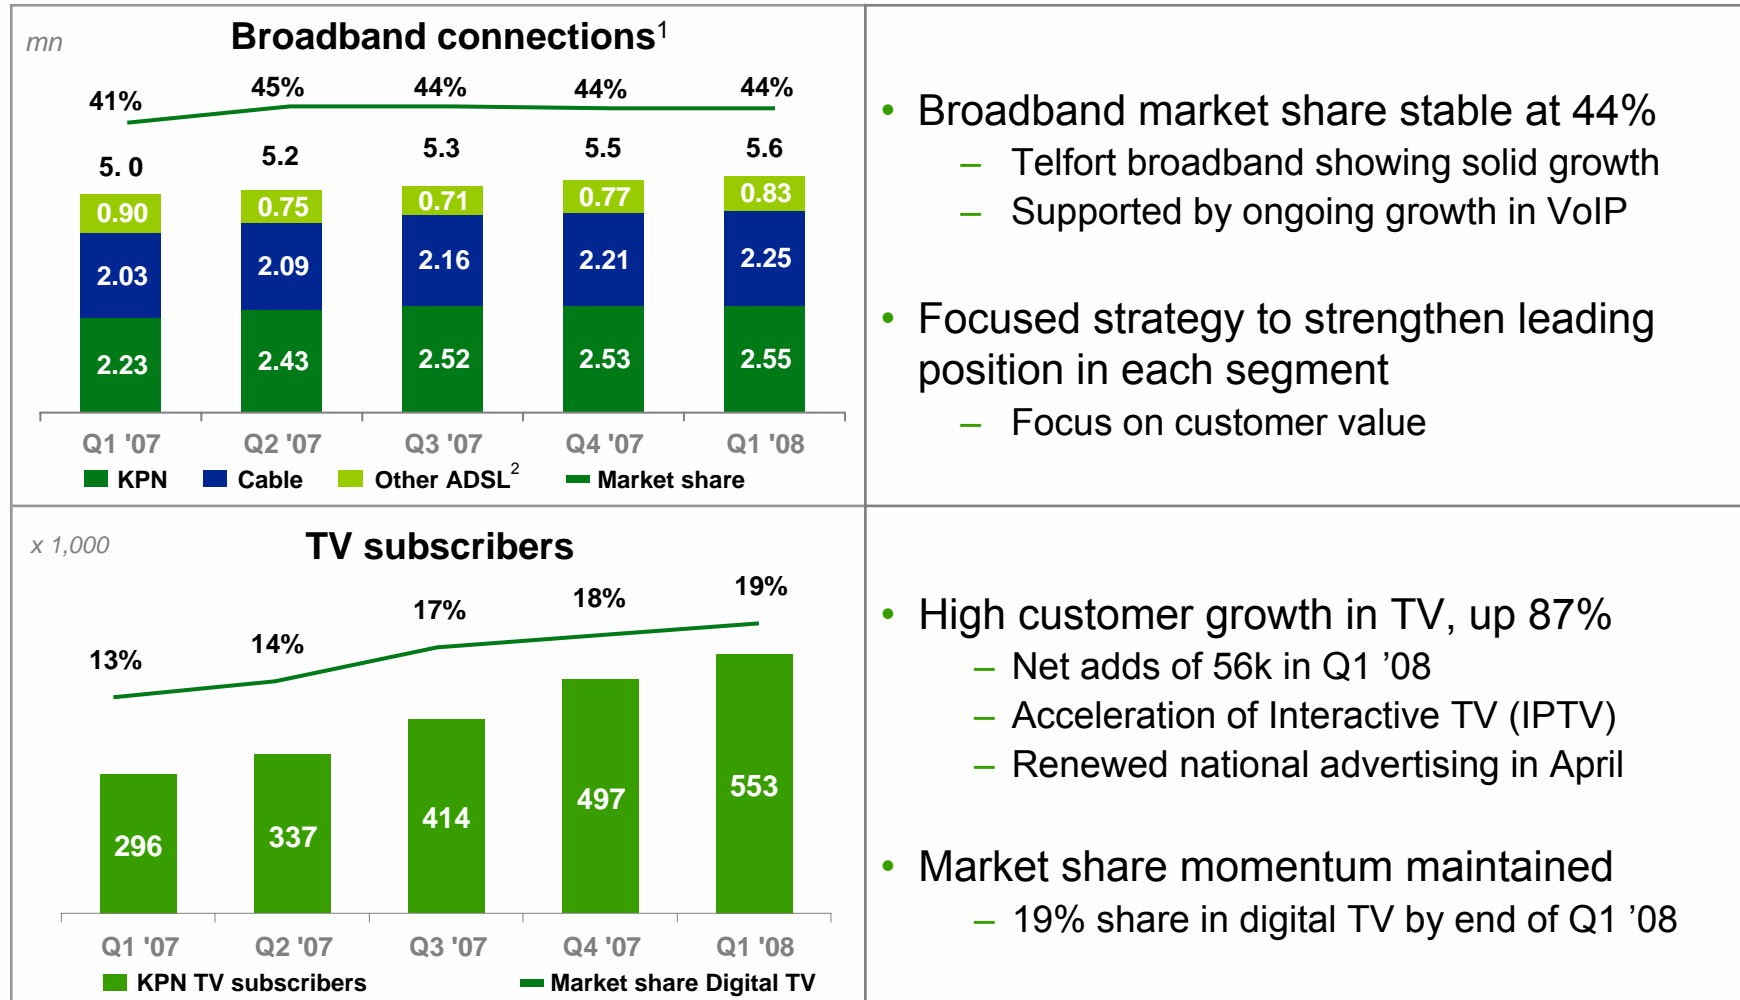 mn
Broadband connections1
41% 45% 44% 44% 44%
5. 0 5.2 5.3 5.5 5.6
0.90 0.75 0.71 0.77 0.83
2.03 2.09 2.16 2.21 2.25
2.23 2.43 2.52 2.53 2.55
Q1 '07 Q2 '07 Q3 '07 Q4 '07 Q1 '08
KPN Cable Other ADSL2 Market share
• Broadband market share stable at 44%
– Telfort broadband showing solid growth
– Supported by ongoing growth in VoIP
• Focused strategy to strengthen leading
position in each segment
– Focus on customer value
x 1,000
TV subscribers
13% 14% 17% 18% 19%
296 337 414 497 553
Q1 '07 Q2 '07 Q3 '07 Q4 '07 Q1 '08
KPN TV subscribers Market share Digital TV
• High customer growth in TV, up 87%
– Net adds of 56k in Q1 ’08
– Acceleration of Interactive TV (IPTV)
– Renewed national advertising in April
• Market share momentum maintained
– 19% share in digital TV by end of Q1 ’08